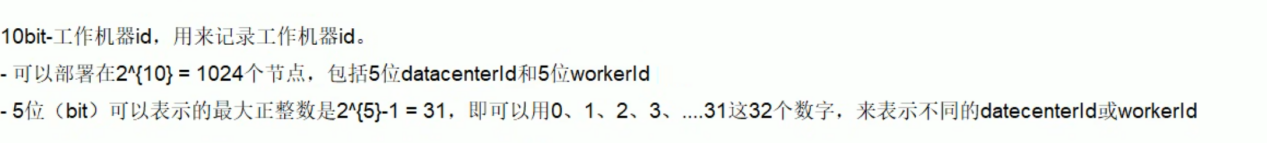 10bit-工作机器id，用来记录工作机器id。
- 可以部署在2^{10} = 1024个节点，包括5位datacenterId和5位workerId
- 5位（bit）可以表示的最大正整数是2^{5}-1 = 31，即可以用0、1、2、3、....31这32个数字，来表示不同的datecenterId或workerId